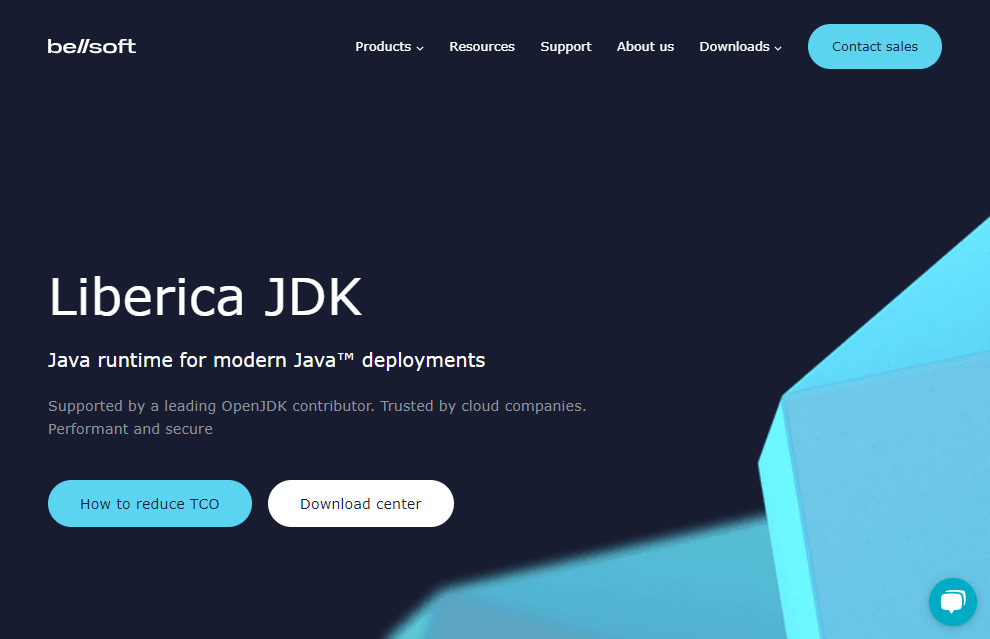 bellsoft
Products
Resources
Support
About us
Downloads
Contact sales
Liberica JDK
Java runtime for modern Java™ deployments
Supported by a leading OpenJDK contributor. Trusted by cloud companies.
Performant and secure
How to reduce TCO
Download center